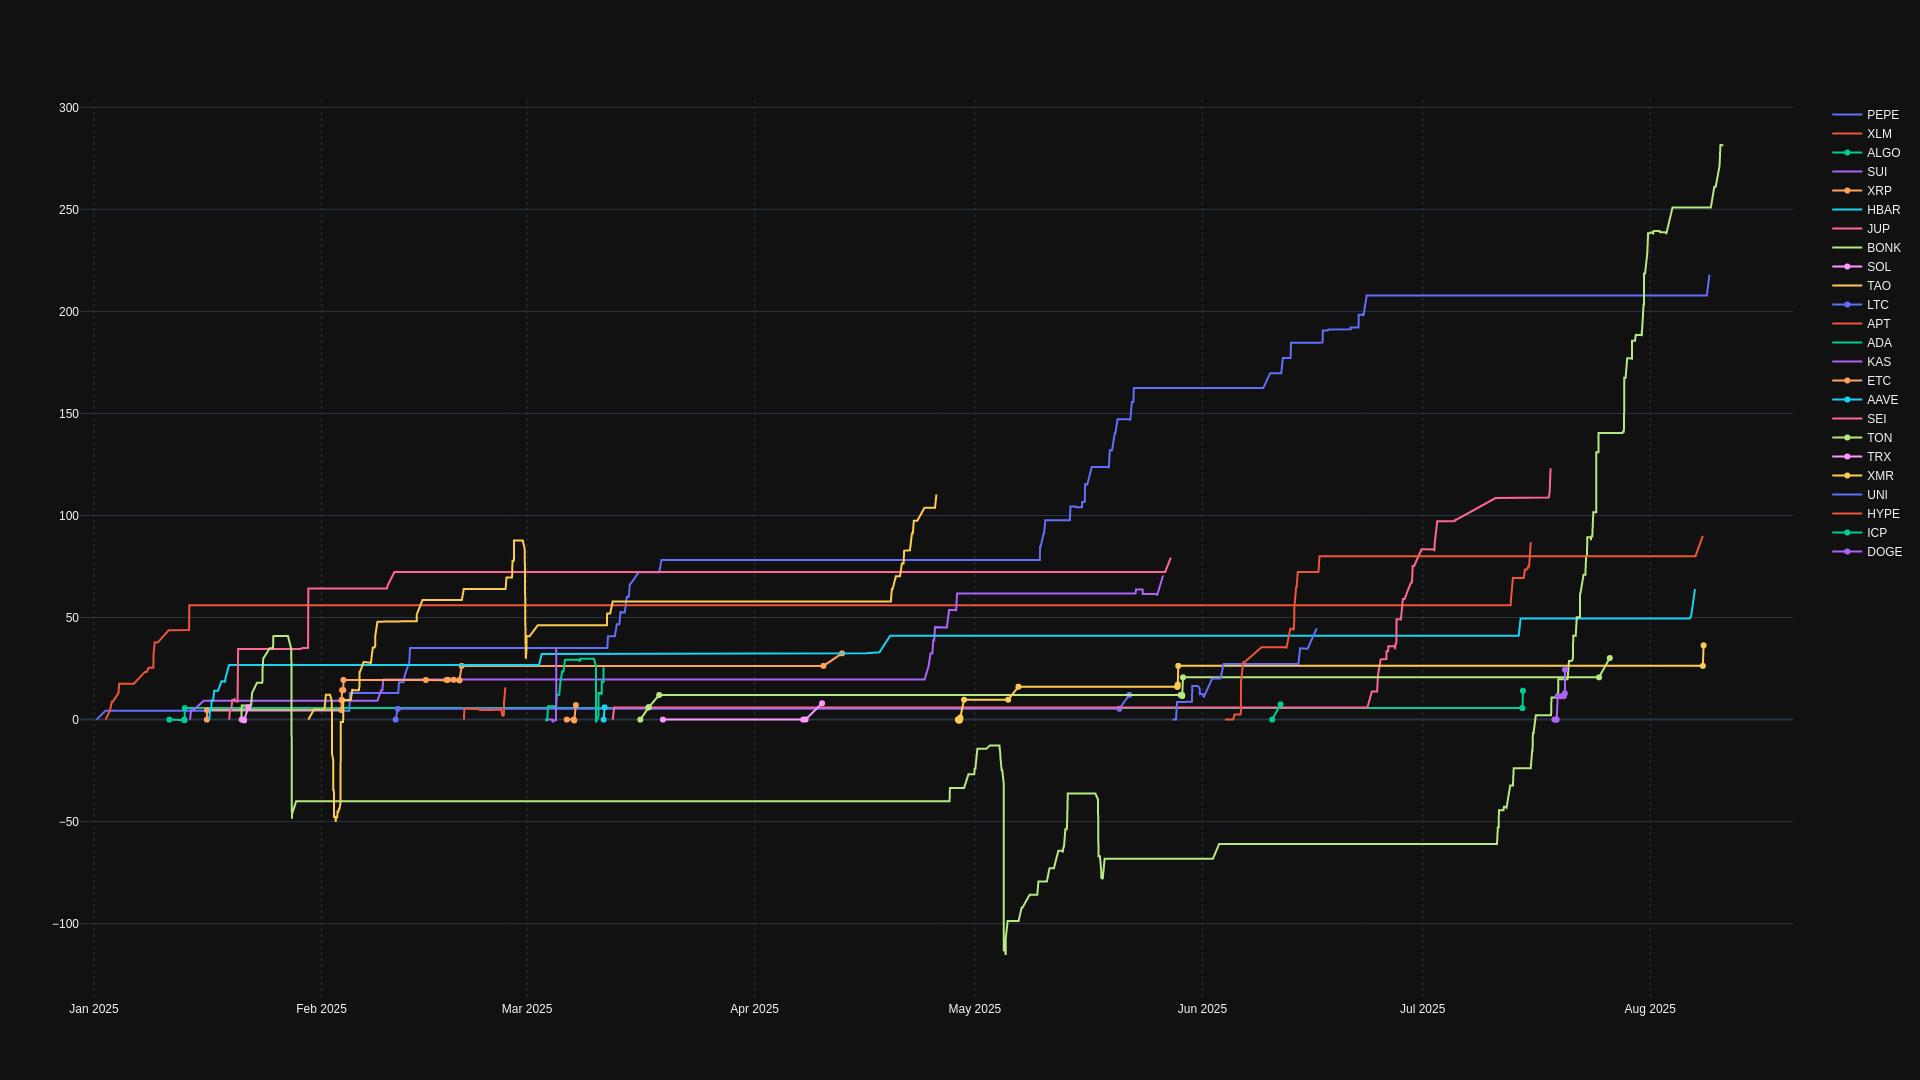 300
250
200
150
100
50
0
−50
−100
Jan 2025
Feb 2025
Mar 2025
Apr 2025
May 2025
Jun 2025
Jul 2025
Aug 2025
PEPE
XLM
ALGO
SUI
XRP
HBAR
JUP
BONK
SOL
TAO
LTC
APT
ADA
KAS
ETC
AAVE
SEI
TON
TRX
XMR
UNI
HYPE
ICP
DOGE